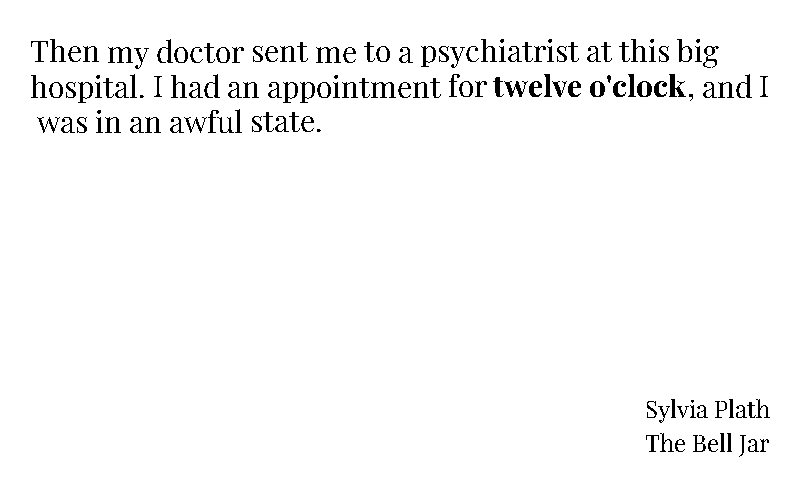 Then my doctor sent me to a psychiatrist at this big
hospital. I had an appointment for twelve o'clock, and I
was in an awful state.
Sylvia Plath
The Bell Jar